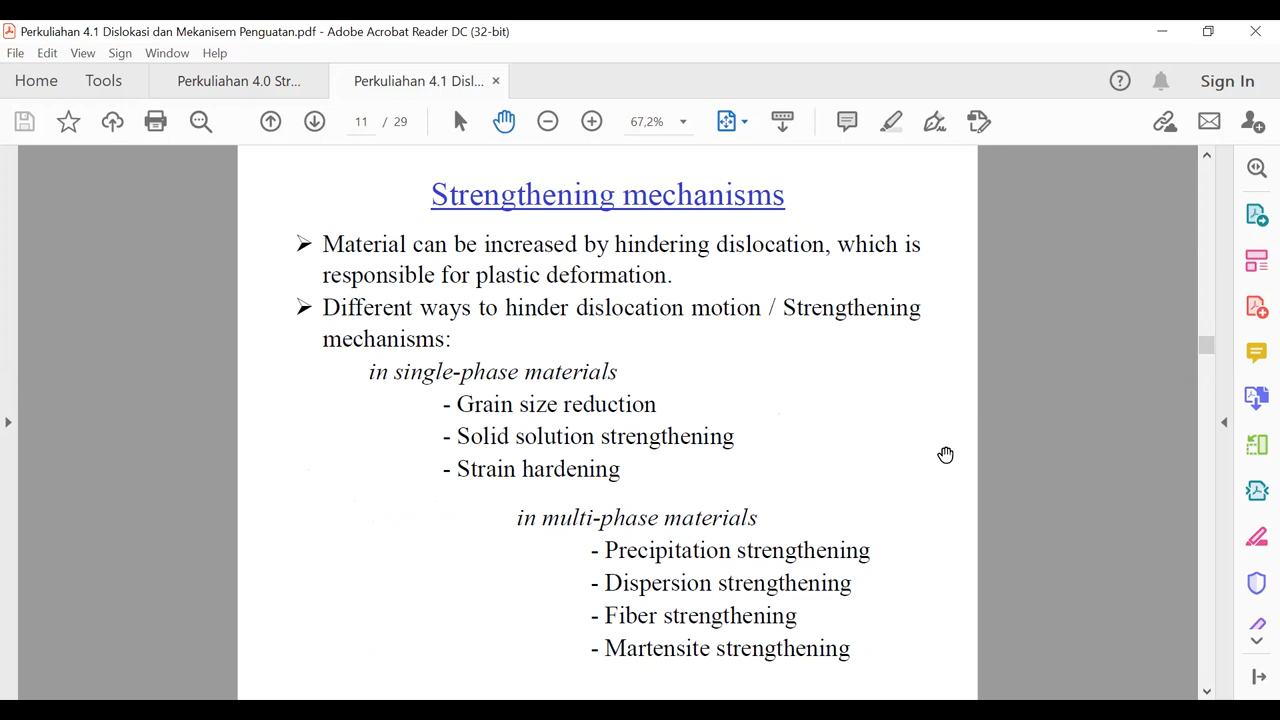 Perkuliahan 4.1 Dislokasi dan Mekanisem Penguatan.pdf - Adobe Acrobat Reader DC (32-bit)
File Edit View Sign Window Help
Home Tools Perkuliahan 4.0 Str... Perkuliahan 4.1 Disl... ×
Sign In
11 / 29 67,2%
Strengthening mechanisms
➢ Material can be increased by hindering dislocation, which is
responsible for plastic deformation.
➢ Different ways to hinder dislocation motion / Strengthening
mechanisms:
in single-phase materials
- Grain size reduction
- Solid solution strengthening
- Strain hardening
in multi-phase materials
- Precipitation strengthening
- Dispersion strengthening
- Fiber strengthening
- Martensite strengthening